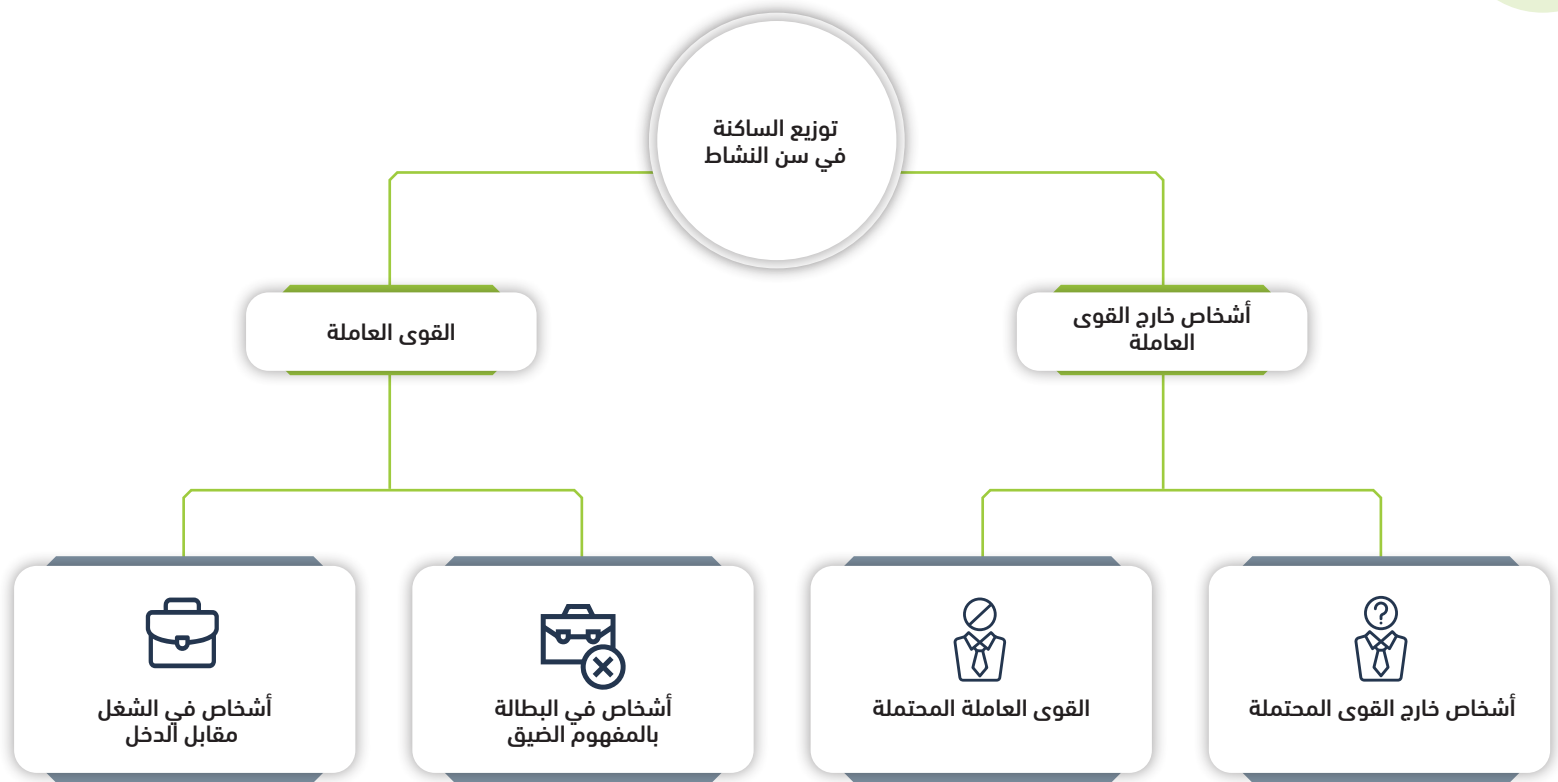 توزيع الساكنة
في سن النشاط
أشخاص خارج القوى
العاملة
القوى العاملة
أشخاص خارج القوى المحتملة
القوى العاملة المحتملة
أشخاص في البطالة
بالمفهوم الضيق
أشخاص في الشغل
مقابل الدخل